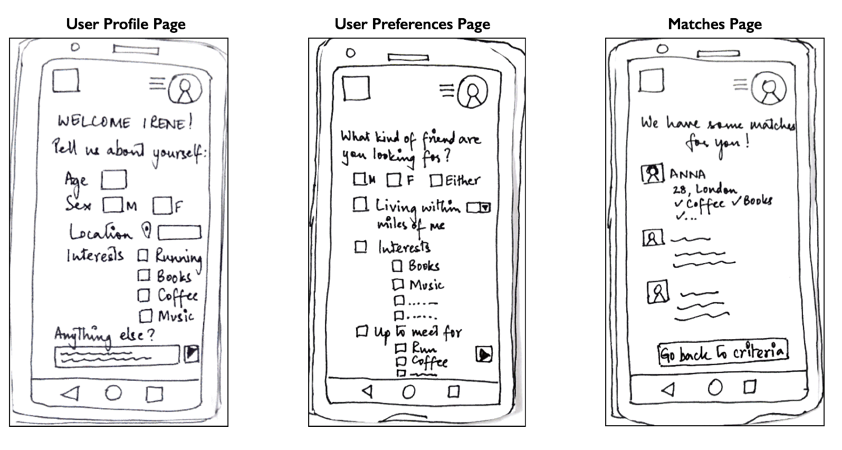 User Profile Page
WELCOME IRENE!
Tell us about yourself:
Age
Sex M F
Location
Interests Running
Books
Coffee
Music
Anything else?
User Preferences Page
What kind of friend are
you looking for?
M F Either
Living within
miles of me
Interests
Books
Music
Up to meet for
Run
Coffee
Matches Page
We have some matches
for you!
ANNA
28, London
✓ Coffee ✓ Books
✓...
Go back to criteria